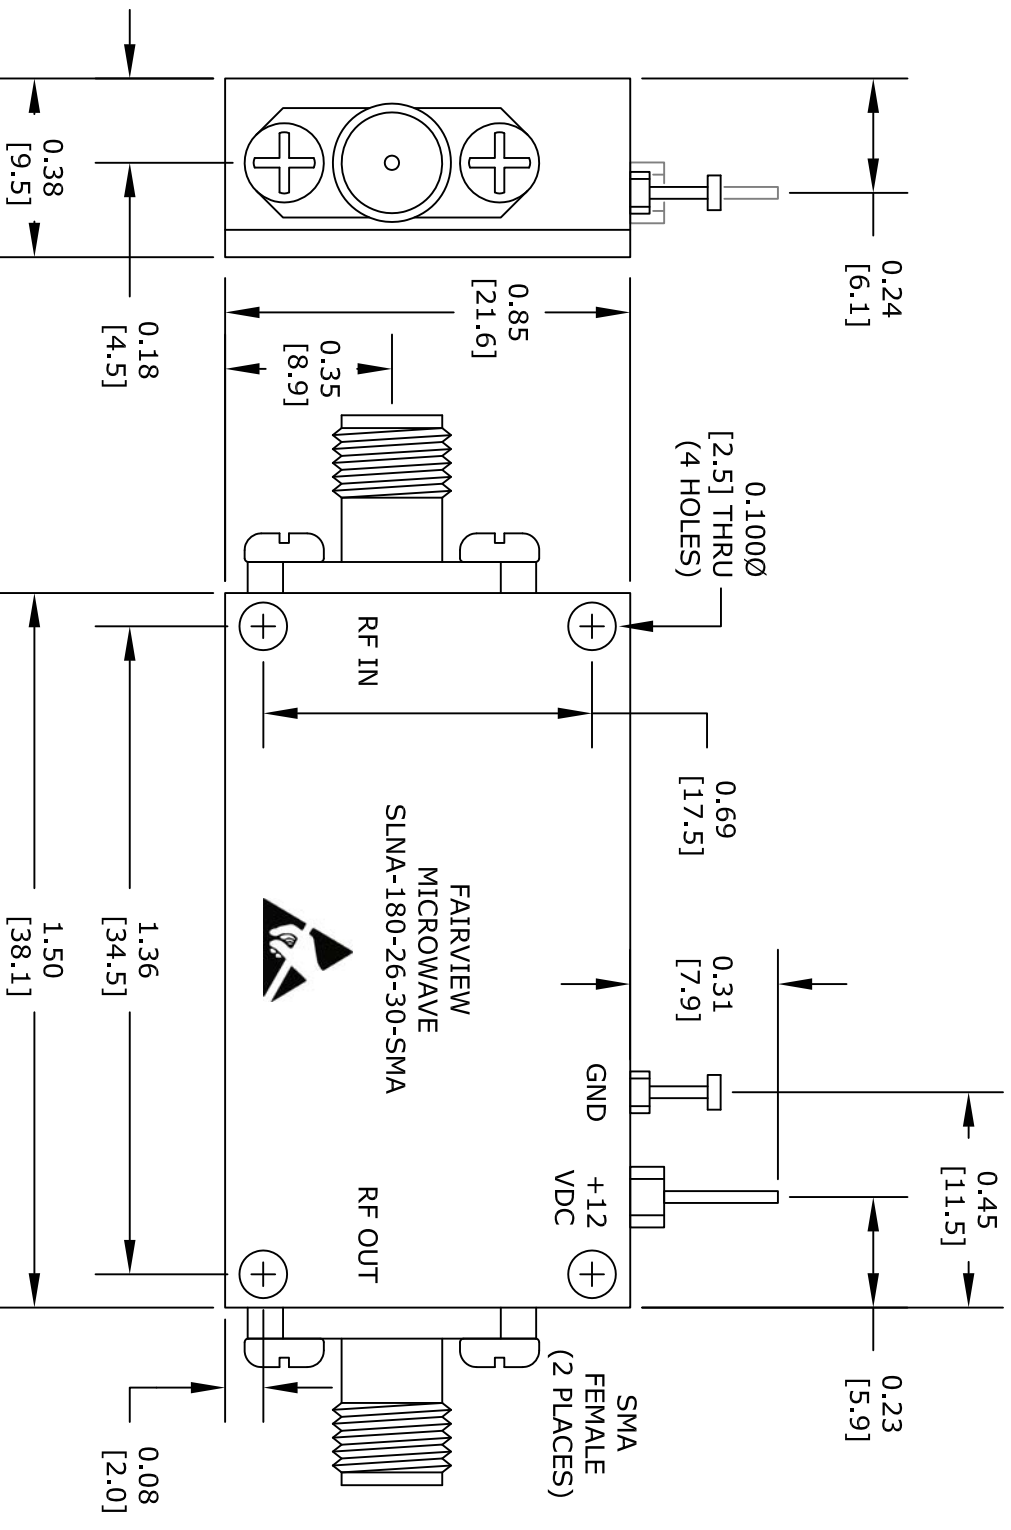 0.38
[9.5]
0.18
[4.5]
0.24
[6.1]
0.85
[21.6]
0.35
[8.9]
0.100Ø
[2.5] THRU
(4 HOLES)
RF IN
0.69
[17.5]
FAIRVIEW
MICROWAVE
SLNA-180-26-30-SMA
1.36
[34.5]
1.50
[38.1]
0.31
[7.9]
GND
+12
VDC
RF OUT
0.45
[11.5]
0.23
[5.9]
SMA
FEMALE
(2 PLACES)
0.08
[2.0]